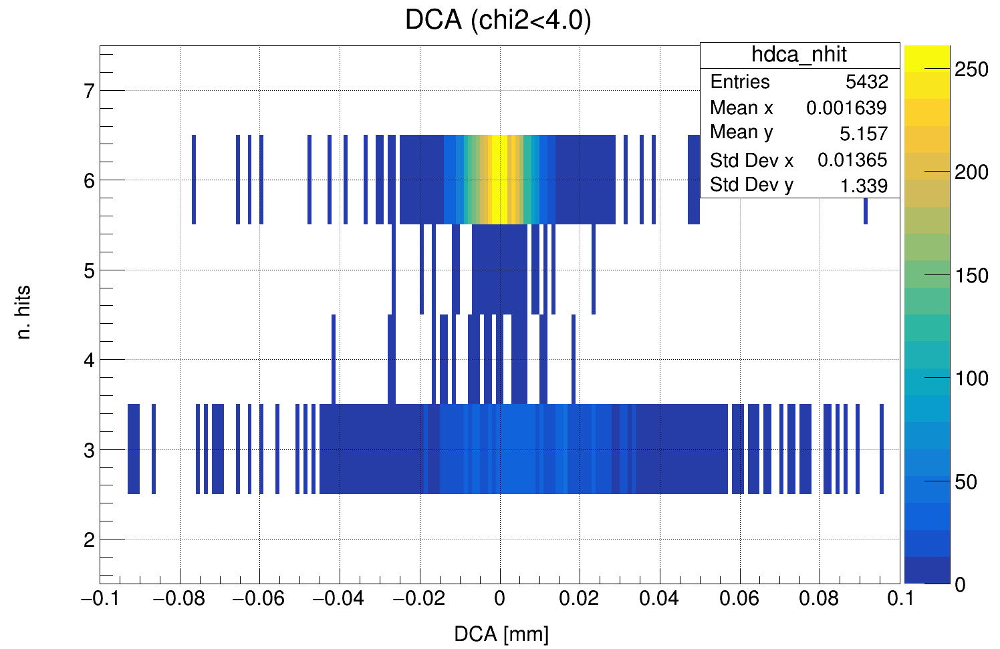 DCA (chi2<4.0)
hdca_nhit
Entries 5432
Mean x 0.001639
Mean y 5.157
Std Dev x 0.01365
Std Dev y 1.339
n. hits
7
6
5
4
3
2
−0.1 −0.08 −0.06 −0.04 −0.02 0 0.02 0.04 0.06 0.08 0.1
DCA [mm]
250
200
150
100
50
0